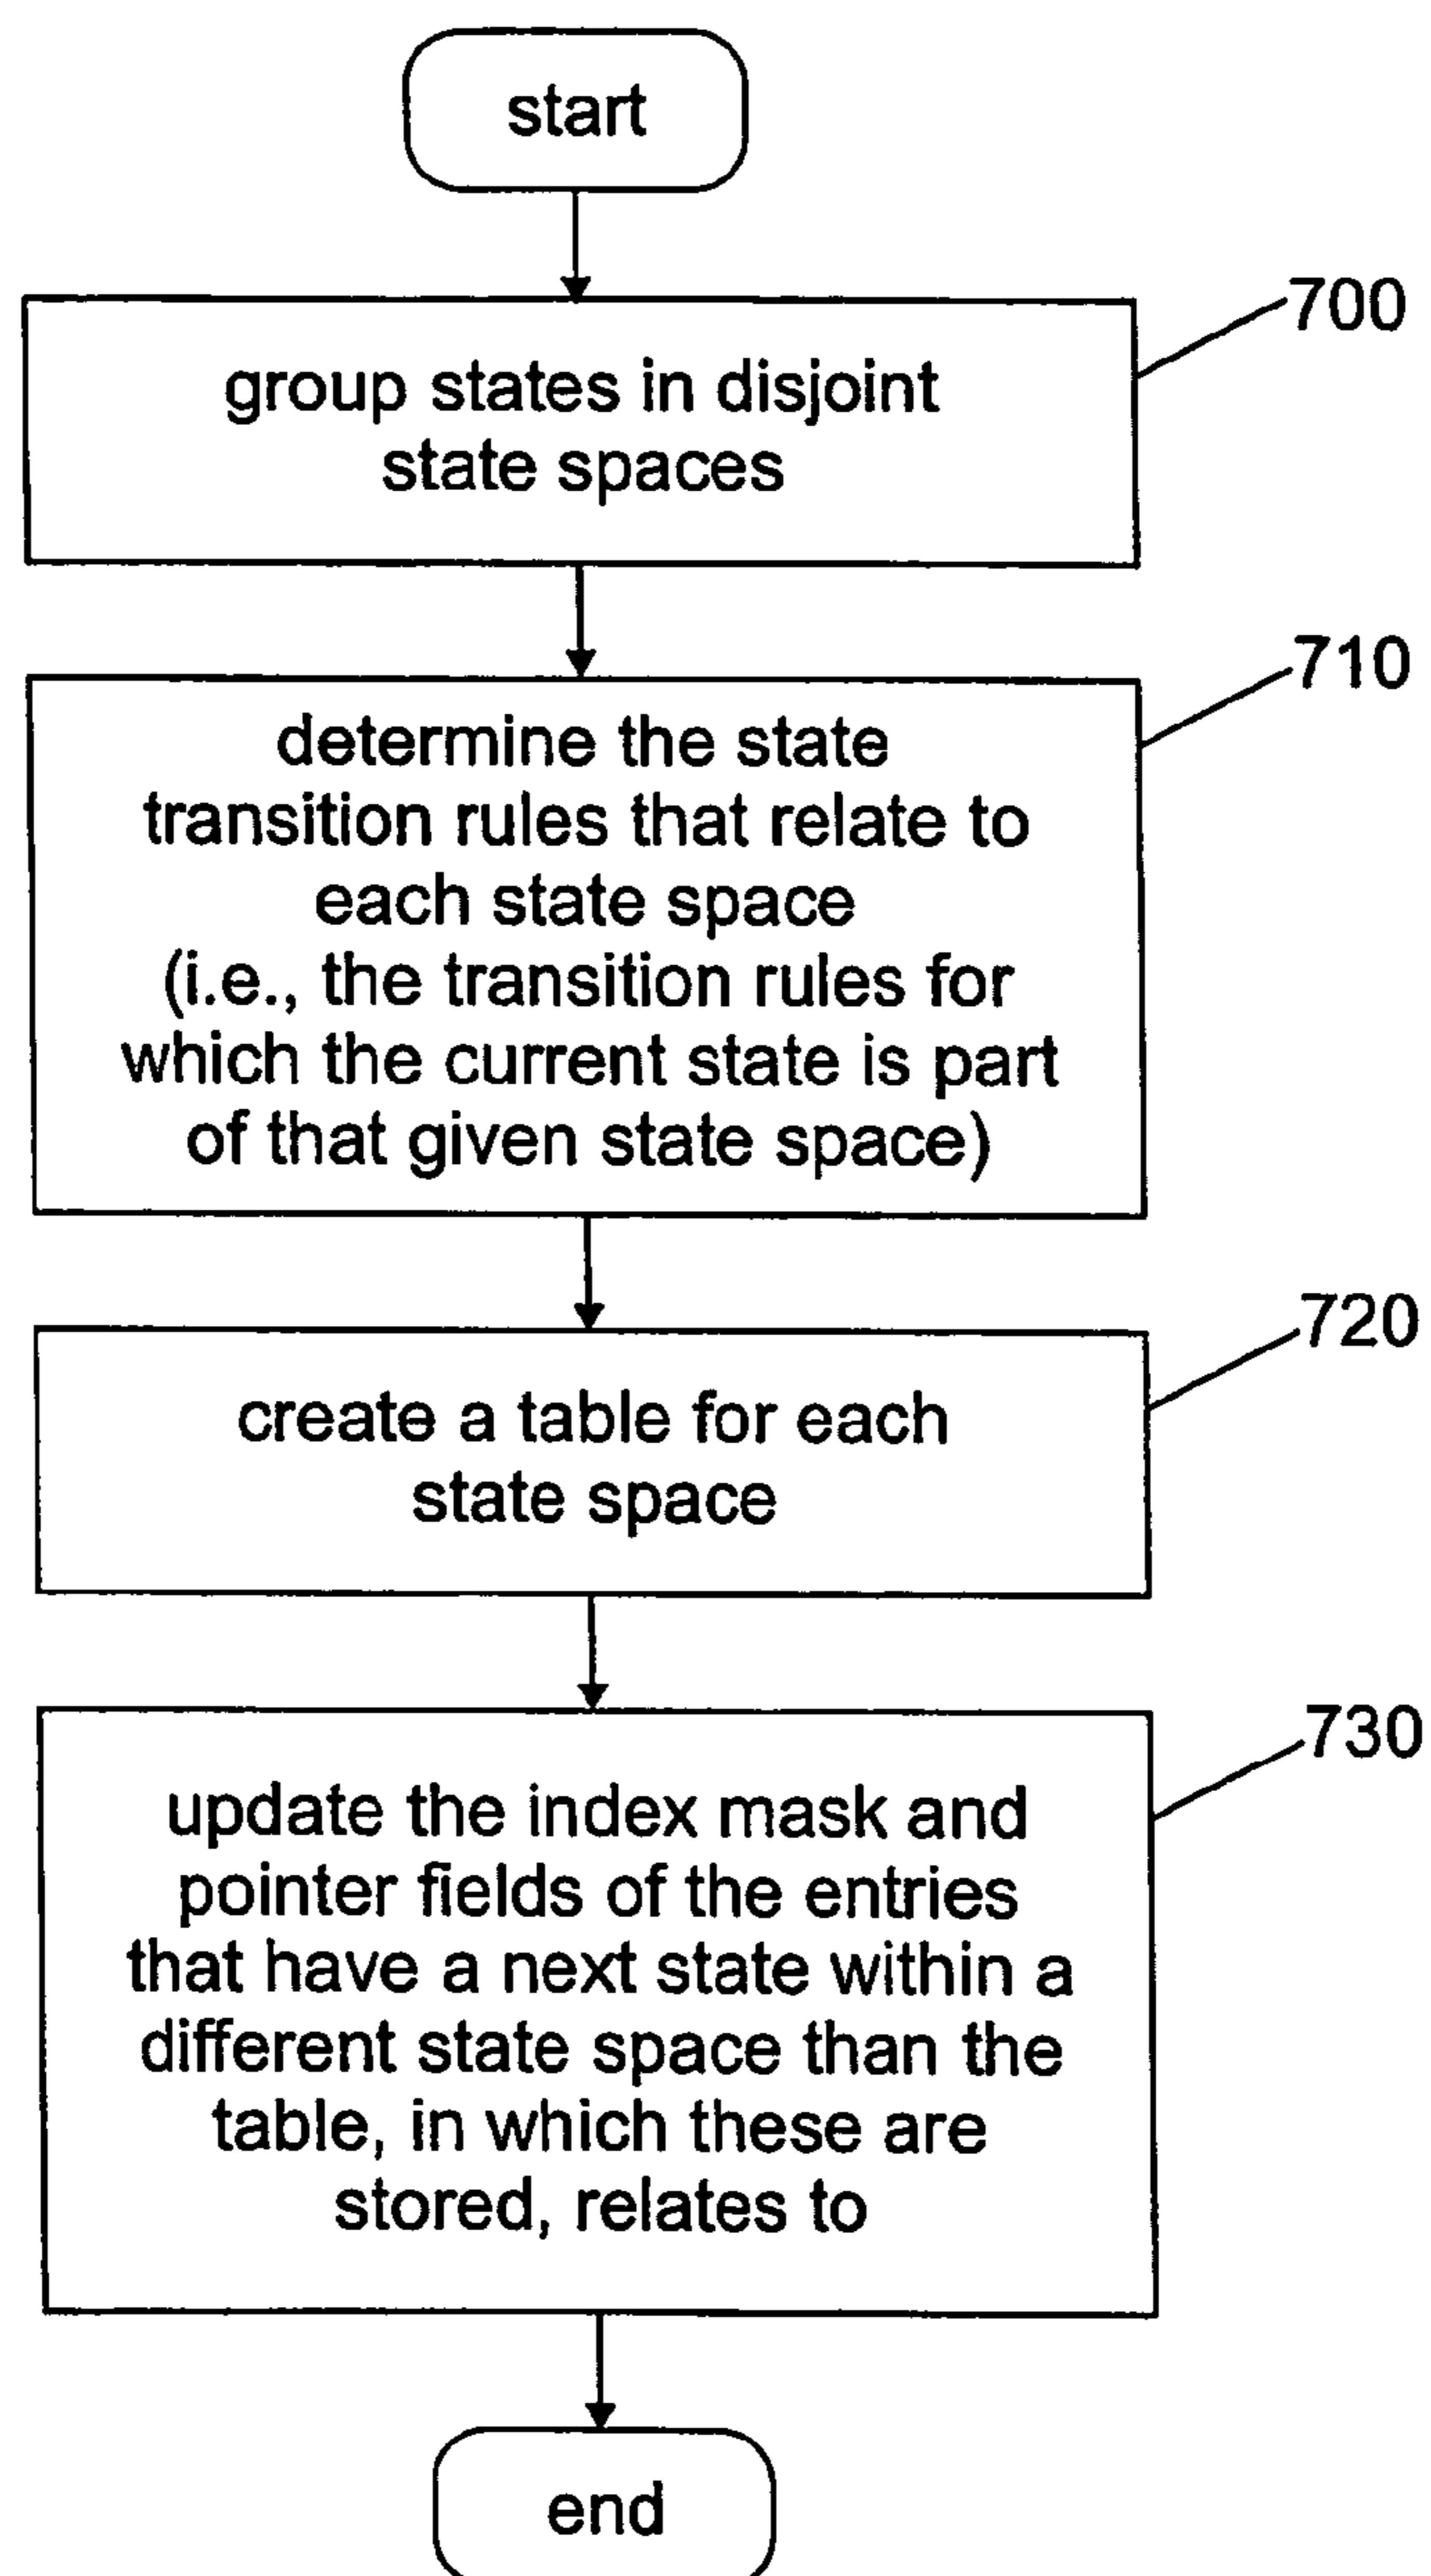 start
700
group states in disjoint
state spaces
710
determine the state
transition rules that relate to
each state space
(i.e., the transition rules for
which the current state is part
of that given state space)
720
create a table for each
state space
730
update the index mask and
pointer fields of the entries
that have a next state within a
different state space than the
table, in which these are
stored, relates to
end